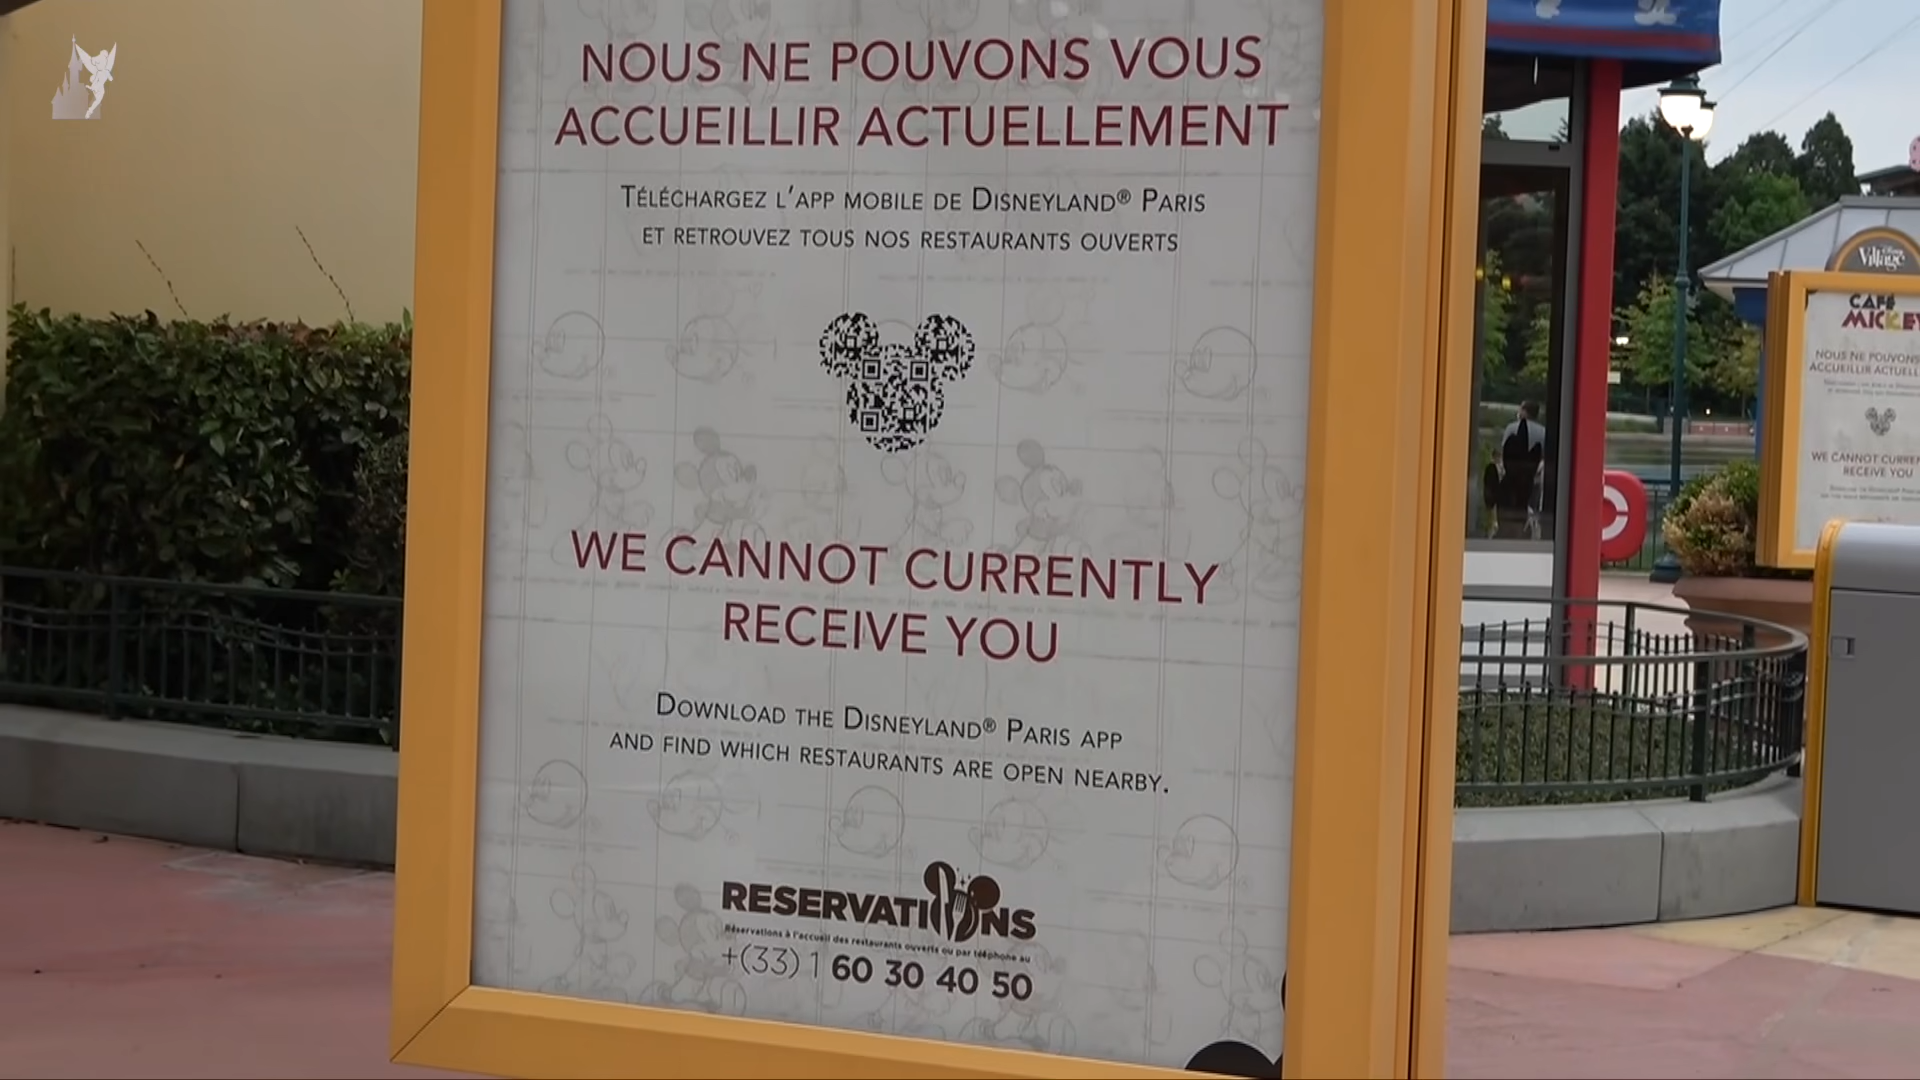 NOUS NE POUVONS VOUS
ACCUEILLIR ACTUELLEMENT
TÉLÉCHARGEZ L'APP MOBILE DE DISNEYLAND® PARIS
ET RETROUVEZ TOUS NOS RESTAURANTS OUVERTS
WE CANNOT CURRENTLY
RECEIVE YOU
DOWNLOAD THE DISNEYLAND® PARIS APP
AND FIND WHICH RESTAURANTS ARE OPEN NEARBY.
RESERVATIONS
Réservations à l'accueil des restaurants ouverts ou par téléphone au
+(33) 1 60 30 40 50
Disney
Village
CAFÉ
MICKEY
NOUS NE POUVONS
ACCUEILLIR ACTUELL
WE CANNOT CURREN
RECEIVE YOU